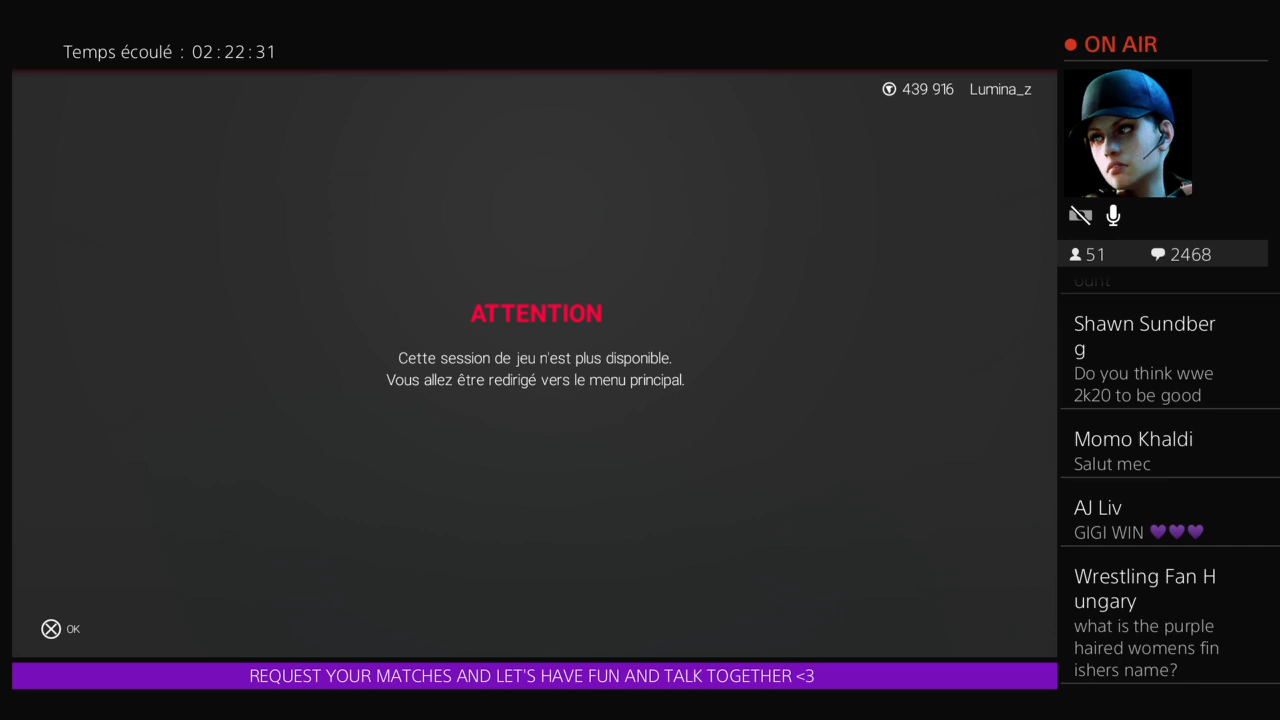 Temps écoulé : 02:22:31
ON AIR
439 916 Lumina_z
51 2468
ATTENTION
Cette session de jeu n'est plus disponible.
Vous allez être redirigé vers le menu principal.
OK
REQUEST YOUR MATCHES AND LET'S HAVE FUN AND TALK TOGETHER <3
Shawn Sundber
g
Do you think wwe
2k20 to be good
Momo Khaldi
Salut mec
AJ Liv
GIGI WIN 💜💜💜
Wrestling Fan H
ungary
what is the purple
haired womens fin
ishers name?